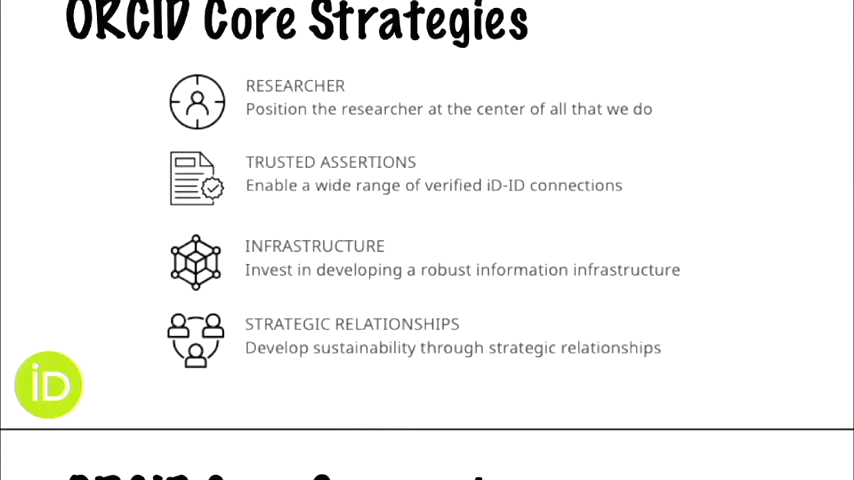 ORCID Core Strategies
RESEARCHER
Position the researcher at the center of all that we do
TRUSTED ASSERTIONS
Enable a wide range of verified iD-ID connections
INFRASTRUCTURE
Invest in developing a robust information infrastructure
STRATEGIC RELATIONSHIPS
Develop sustainability through strategic relationships
iD